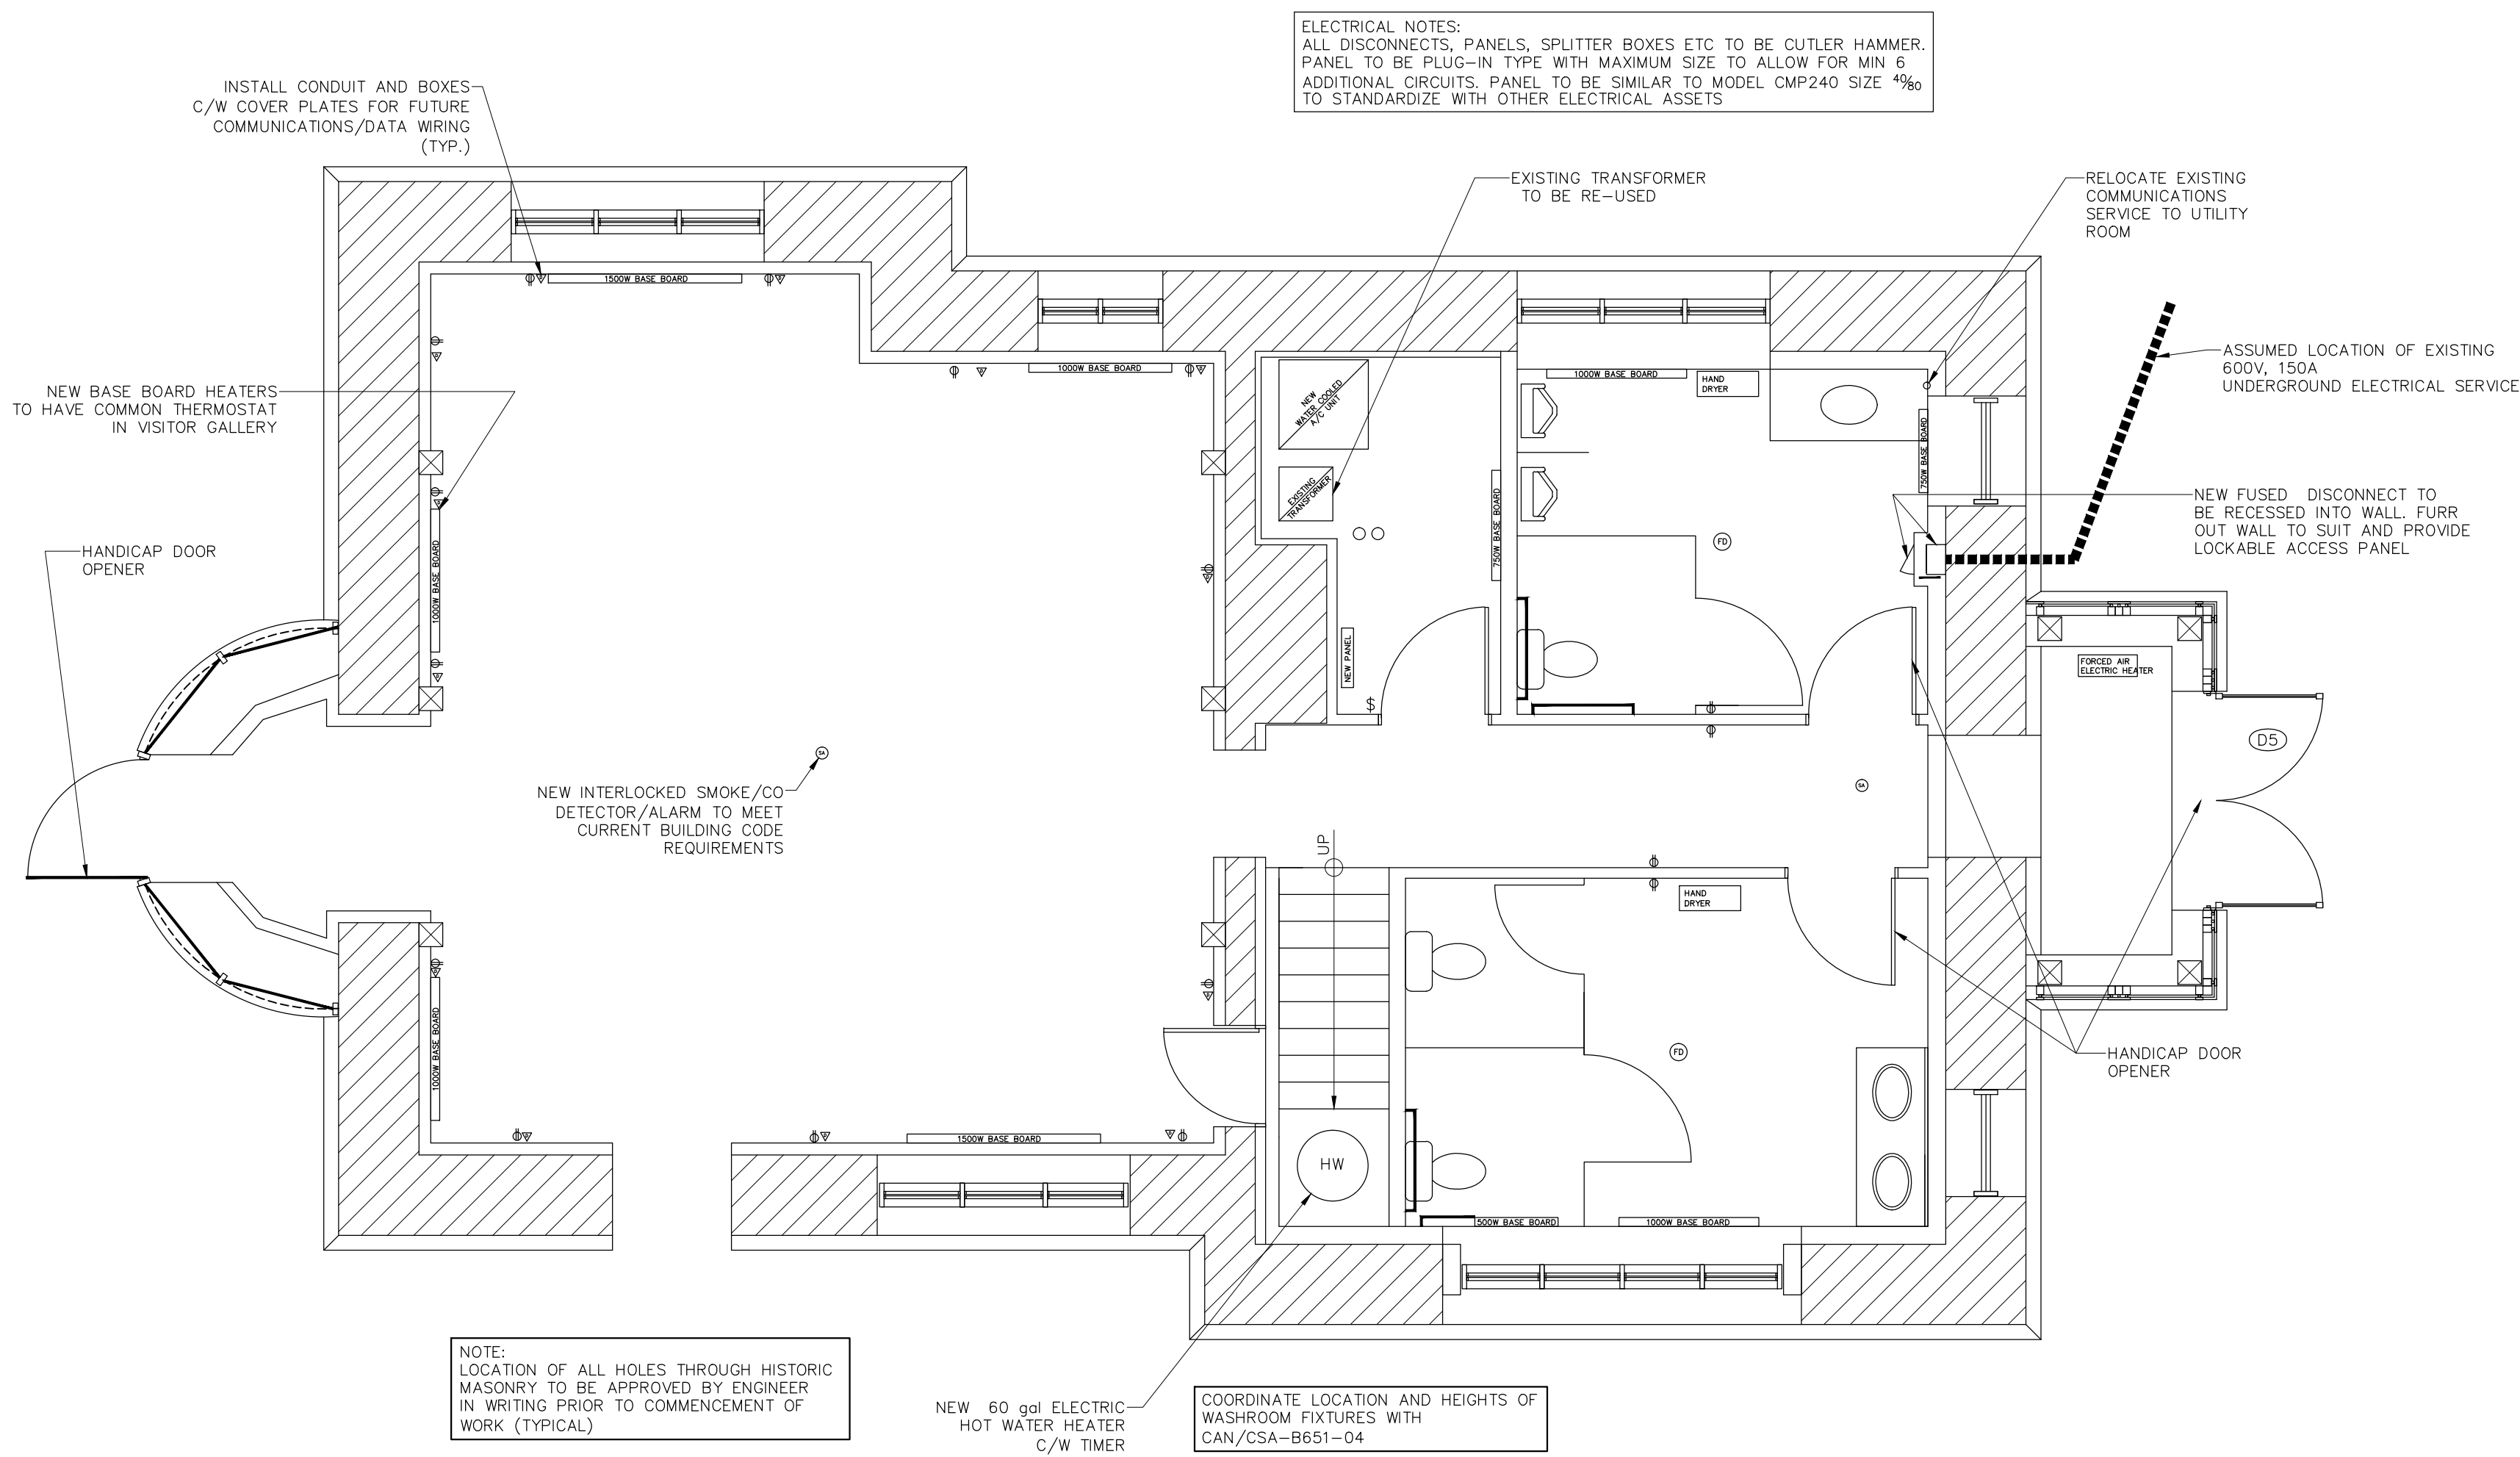 ELECTRICAL NOTES:
ALL DISCONNECTS, PANELS, SPLITTER BOXES ETC TO BE CUTLER HAMMER.
PANEL TO BE PLUG-IN TYPE WITH MAXIMUM SIZE TO ALLOW FOR MIN 6
ADDITIONAL CIRCUITS. PANEL TO BE SIMILAR TO MODEL CMP240 SIZE 40/80
TO STANDARDIZE WITH OTHER ELECTRICAL ASSETS
INSTALL CONDUIT AND BOXES
C/W COVER PLATES FOR FUTURE
COMMUNICATIONS/DATA WIRING
(TYP.)
EXISTING TRANSFORMER
TO BE RE-USED
RELOCATE EXISTING
COMMUNICATIONS
SERVICE TO UTILITY
ROOM
1500W BASE BOARD
1000W BASE BOARD
NEW
WATER COOLED
A/C UNIT
1000W BASE BOARD
HAND
DRYER
750W BASE BOARD
ASSUMED LOCATION OF EXISTING
600V, 150A
UNDERGROUND ELECTRICAL SERVICE
NEW BASE BOARD HEATERS
TO HAVE COMMON THERMOSTAT
IN VISITOR GALLERY
EXISTING
TRANSFORMER
750W BASE BOARD
FD
NEW FUSED DISCONNECT TO
BE RECESSED INTO WALL. FURR
OUT WALL TO SUIT AND PROVIDE
LOCKABLE ACCESS PANEL
HANDICAP DOOR
OPENER
1000W BASE BOARD
NEW PANEL
$
FORCED AIR
ELECTRIC HEATER
D5
SA
SA
NEW INTERLOCKED SMOKE/CO
DETECTOR/ALARM TO MEET
CURRENT BUILDING CODE
REQUIREMENTS
UP
HAND
DRYER
1000W BASE BOARD
FD
HANDICAP DOOR
OPENER
1500W BASE BOARD
HW
500W BASE BOARD
1000W BASE BOARD
NOTE:
LOCATION OF ALL HOLES THROUGH HISTORIC
MASONRY TO BE APPROVED BY ENGINEER
IN WRITING PRIOR TO COMMENCEMENT OF
WORK (TYPICAL)
NEW 60 gal ELECTRIC
HOT WATER HEATER
C/W TIMER
COORDINATE LOCATION AND HEIGHTS OF
WASHROOM FIXTURES WITH
CAN/CSA-B651-04